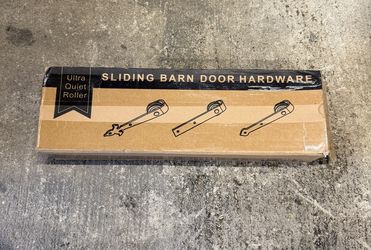 Ultra
Quiet
Roller
SLIDING BARN DOOR HARDWARE